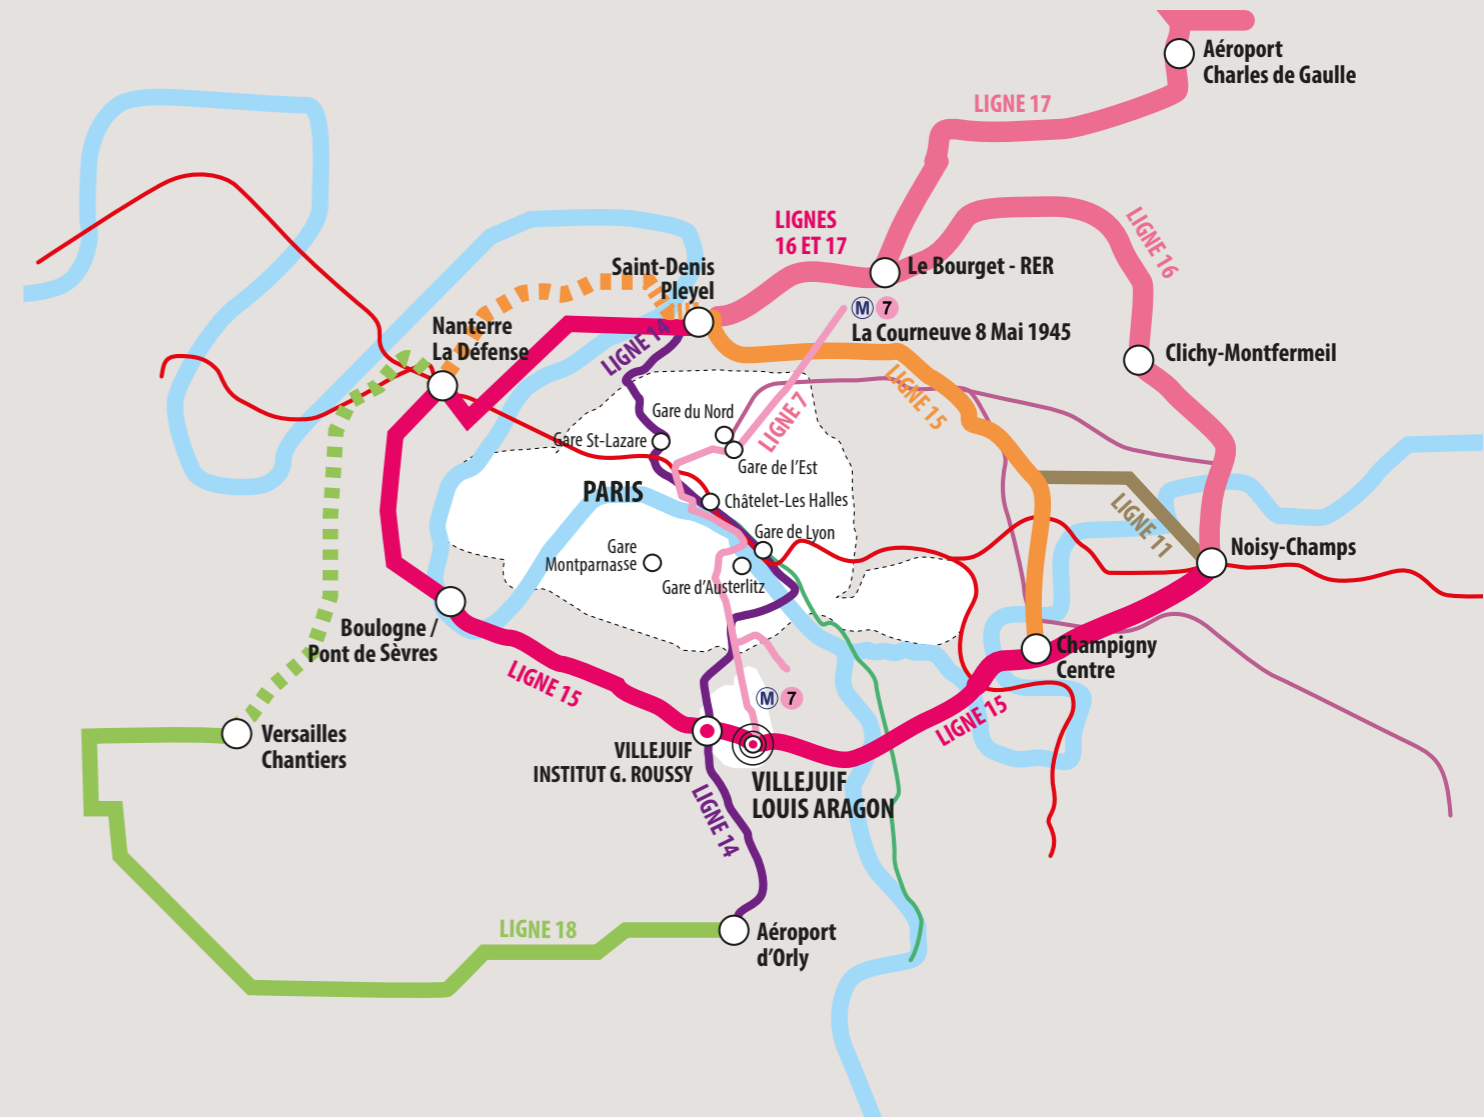 Aéroport
Charles de Gaulle
LIGNE 17
LIGNES
16 ET 17
LIGNE 16
Saint-Denis
Pleyel
Le Bourget - RER
M 7
La Courneuve 8 Mai 1945
Nanterre
La Défense
LIGNE 14
Clichy-Montfermeil
LIGNE 15
Gare du Nord
LIGNE 7
Gare St-Lazare
Gare de l'Est
PARIS
Châtelet-Les Halles
LIGNE 11
Gare de Lyon
Gare
Montparnasse
Noisy-Champs
Gare d'Austerlitz
Boulogne /
Pont de Sèvres
Champigny
Centre
LIGNE 15
M 7
LIGNE 15
Versailles
Chantiers
VILLEJUIF
INSTITUT G. ROUSSY
VILLEJUIF
LOUIS ARAGON
LIGNE 14
LIGNE 18
Aéroport
d'Orly